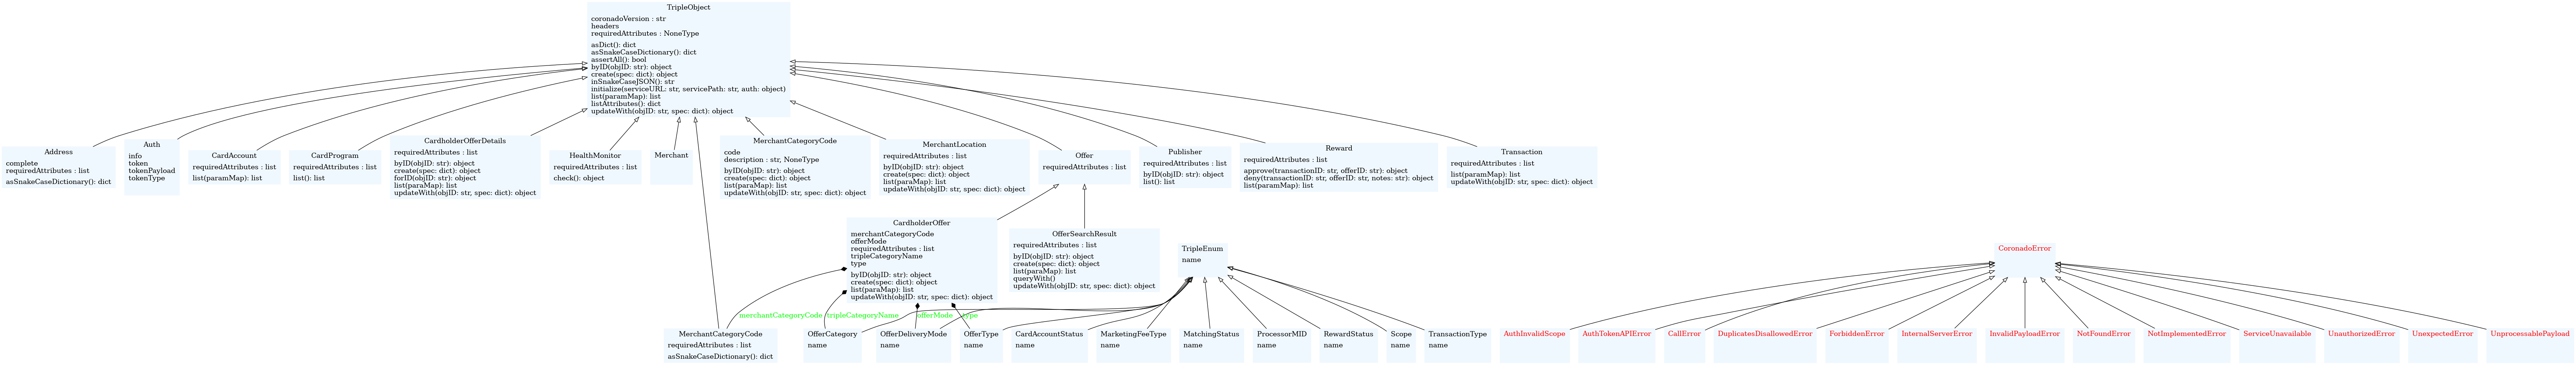 TripleObject
coronadoVersion : str
headers
requiredAttributes : NoneType
asDict(): dict
asSnakeCaseDictionary(): dict
assertAll(): bool
byID(objID: str): object
create(spec: dict): object
inSnakeCaseJSON(): str
initialize(serviceURL: str, servicePath: str, auth: object)
list(paramMap): list
listAttributes(): dict
updateWith(objID: str, spec: dict): object
Address
complete
requiredAttributes : list
asSnakeCaseDictionary(): dict
Auth
info
token
tokenPayload
tokenType
CardAccount
requiredAttributes : list
list(paramMap): list
CardProgram
requiredAttributes : list
list(): list
CardholderOfferDetails
requiredAttributes : list
byID(objID: str): object
create(spec: dict): object
forID(objID: str): object
list(paraMap): list
updateWith(objID: str, spec: dict): object
HealthMonitor
requiredAttributes : list
check(): object
Merchant
MerchantCategoryCode
code
description : str, NoneType
byID(objID: str): object
create(spec: dict): object
list(paraMap): list
updateWith(objID: str, spec: dict): object
MerchantLocation
requiredAttributes : list
byID(objID: str): object
create(spec: dict): object
list(paraMap): list
updateWith(objID: str, spec: dict): object
Offer
requiredAttributes : list
Publisher
requiredAttributes : list
byID(objID: str): object
list(): list
Reward
requiredAttributes : list
approve(transactionID: str, offerID: str): object
deny(transactionID: str, offerID: str, notes: str): object
list(paramMap): list
Transaction
requiredAttributes : list
list(paramMap): list
updateWith(objID: str, spec: dict): object
CardholderOffer
merchantCategoryCode
offerMode
requiredAttributes : list
tripleCategoryName
type
byID(objID: str): object
create(spec: dict): object
list(paraMap): list
updateWith(objID: str, spec: dict): object
OfferSearchResult
requiredAttributes : list
byID(objID: str): object
create(spec: dict): object
list(paraMap): list
queryWith()
updateWith(objID: str, spec: dict): object
TripleEnum
name
CoronadoError
merchantCategoryCode
tripleCategoryName
offerMode
type
MerchantCategoryCode
requiredAttributes : list
asSnakeCaseDictionary(): dict
OfferCategory
name
OfferDeliveryMode
name
OfferType
name
CardAccountStatus
name
MarketingFeeType
name
MatchingStatus
name
ProcessorMID
name
RewardStatus
name
Scope
name
TransactionType
name
AuthInvalidScope
AuthTokenAPIError
CallError
DuplicatesDisallowedError
ForbiddenError
InternalServerError
InvalidPayloadError
NotFoundError
NotImplementedError
ServiceUnavailable
UnauthorizedError
UnexpectedError
UnprocessablePayload